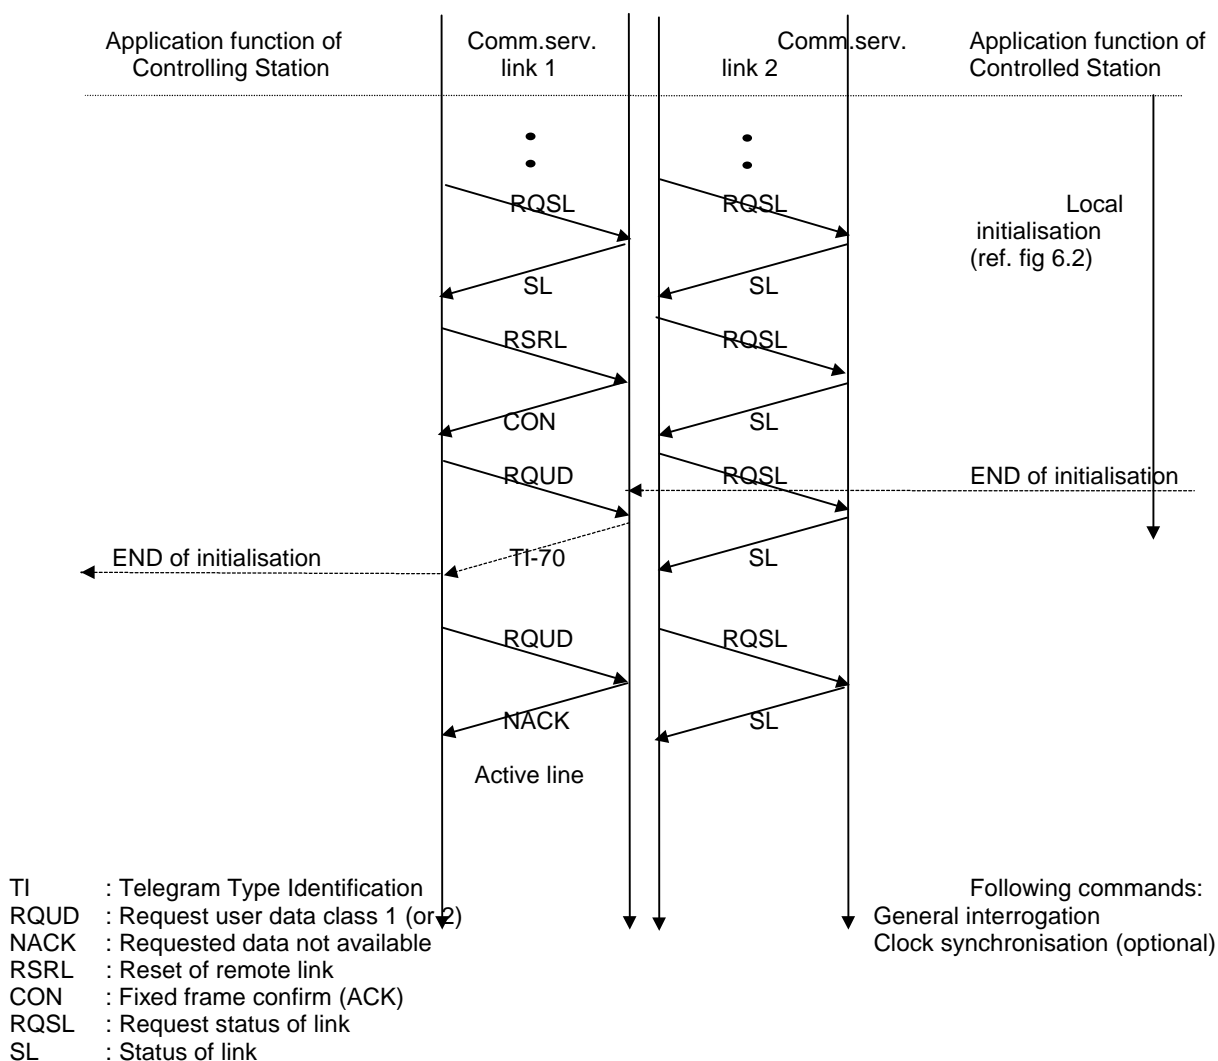 Application function of Controlling Station
Comm.serv. link 1
link 2
Comm.serv.
Application function of Controlled Station
RQSL
RQSL
Local
initialisation
(ref. fig 6.2)
SL
SL
RSRL
RQSL
CON
SL
RQUD
RQSL
END of initialisation
END of initialisation
TI-70
SL
RQUD
RQSL
NACK
SL
Active line
TI : Telegram Type Identification
RQUD : Request user data class 1 (or 2)
NACK : Requested data not available
RSRL : Reset of remote link
CON : Fixed frame confirm (ACK)
RQSL : Request status of link
SL : Status of link
Following commands:
General interrogation
Clock synchronisation (optional)